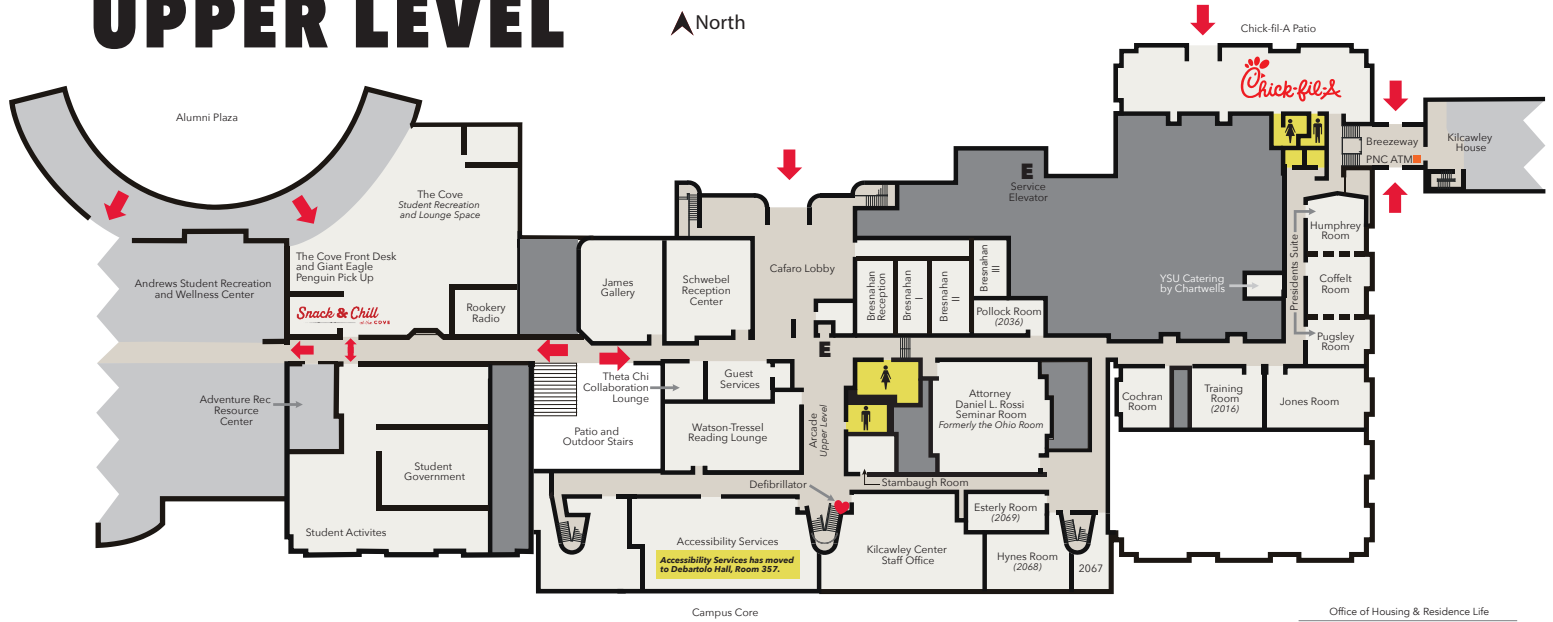 UPPER LEVEL
North
Chick-fil-A Patio
Chick-fil-A
Alumni Plaza
Breezeway
PNC ATM
Kilcawley
House
The Cove
Student Recreation
and Lounge Space
E
Service
Elevator
Humphrey
Room
The Cove Front Desk
and Giant Eagle
Penguin Pick Up
Andrews Student Recreation
and Wellness Center
Snack & Chill
at the COVE
Rookery
Radio
James
Gallery
Schwebel
Reception
Center
Cafaro Lobby
Bresnahan
Reception
Bresnahan
I
Bresnahan
II
Bresnahan
III
Pollock Room
(2036)
YSU Catering
by Chartwells
Presidents Suite
Coffelt
Room
Pugsley
Room
E
Theta Chi
Collaboration
Lounge
Guest
Services
Adventure Rec
Resource
Center
Patio and
Outdoor Stairs
Watson-Tressel
Reading Lounge
Arcade
Upper Level
Attorney
Daniel L. Rossi
Seminar Room
Formerly the Ohio Room
Cochran
Room
Training
Room
(2016)
Jones Room
Student
Government
Defibrillator
Stambaugh Room
Student Activites
Accessibility Services
Accessibility Services has moved
to Debartolo Hall, Room 357.
Kilcawley Center
Staff Office
Esterly Room
(2069)
Hynes Room
(2068)
2067
Campus Core
Office of Housing & Residence Life